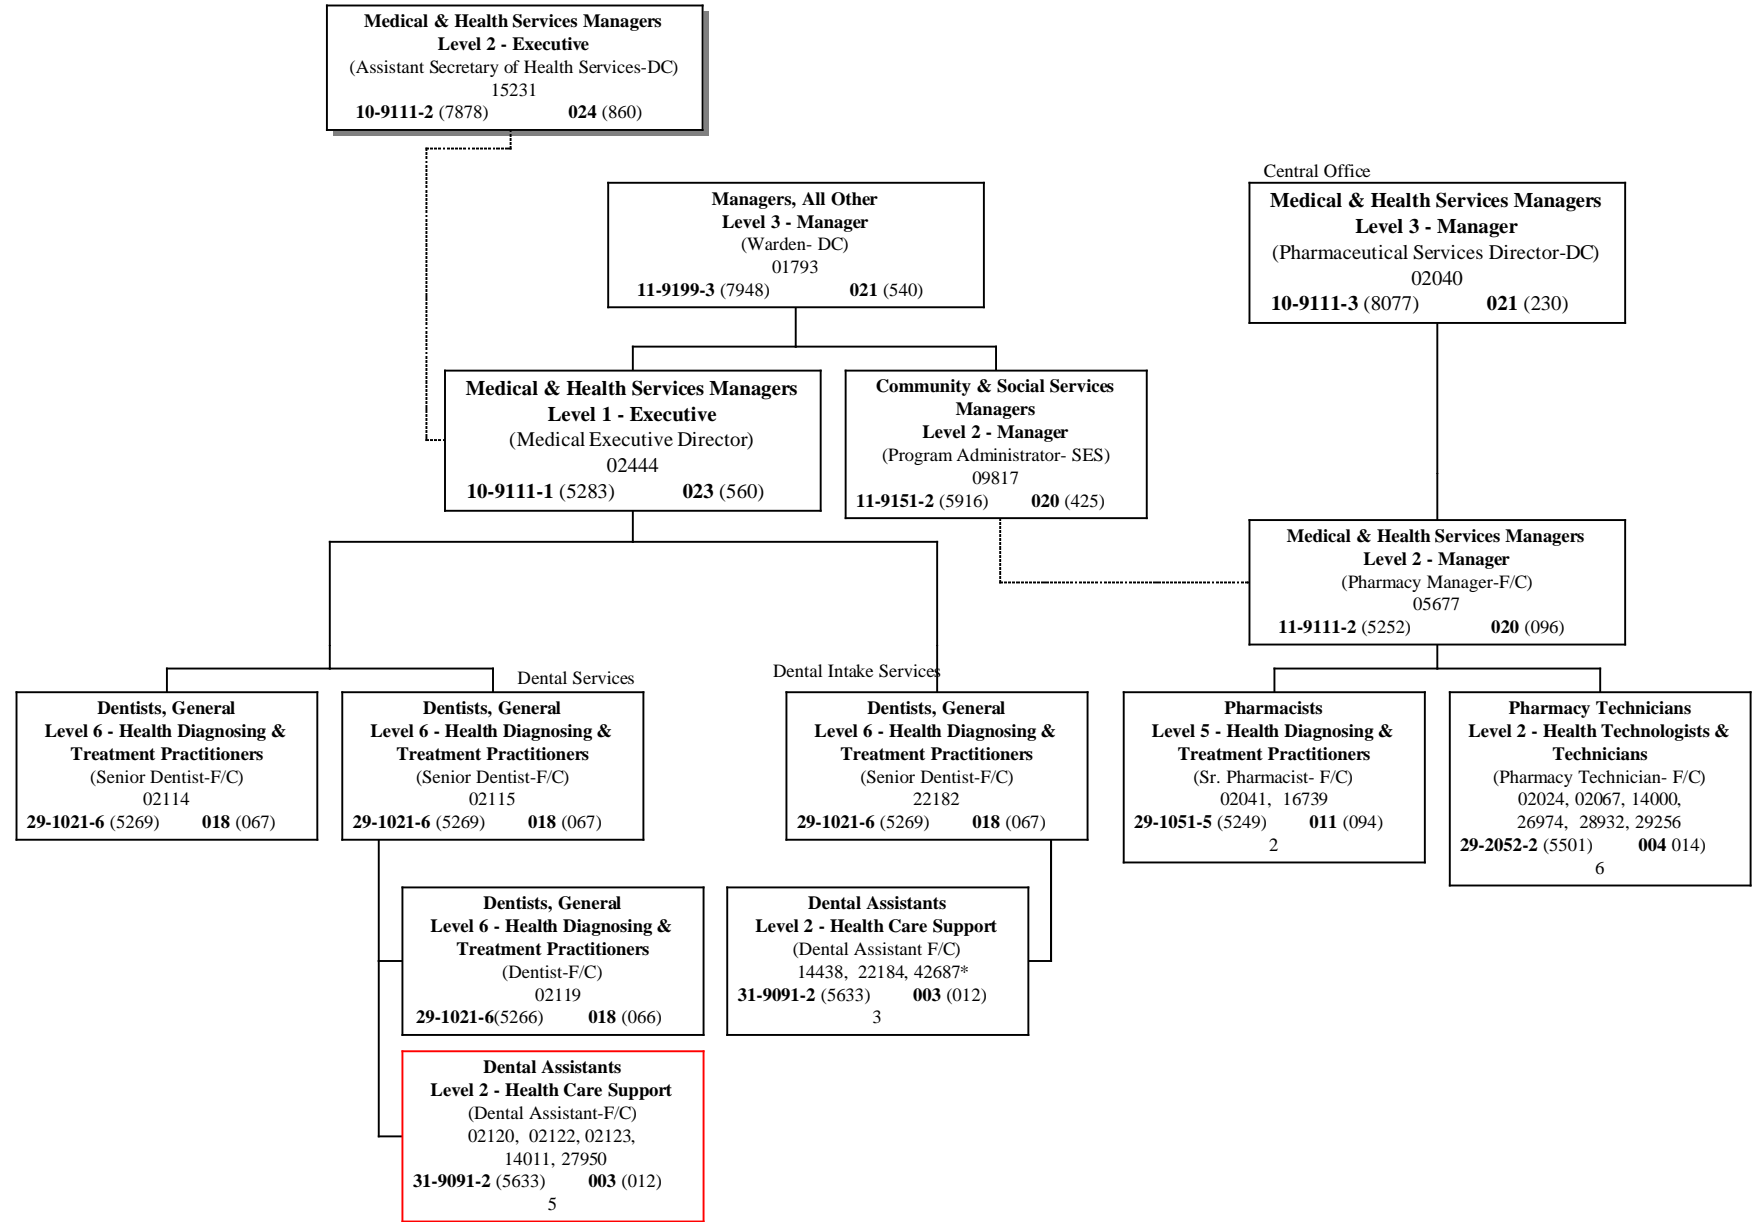 Medical & Health Services Managers
Level 2 - Executive
(Assistant Secretary of Health Services-DC)
15231
10-9111-2 (7878) 024 (860)
Managers, All Other
Level 3 - Manager
(Warden- DC)
01793
11-9199-3 (7948) 021 (540)
Central Office
Medical & Health Services Managers
Level 3 - Manager
(Pharmaceutical Services Director-DC)
02040
10-9111-3 (8077) 021 (230)
Medical & Health Services Managers
Level 1 - Executive
(Medical Executive Director)
02444
10-9111-1 (5283) 023 (560)
Community & Social Services
Managers
Level 2 - Manager
(Program Administrator- SES)
09817
11-9151-2 (5916) 020 (425)
Medical & Health Services Managers
Level 2 - Manager
(Pharmacy Manager-F/C)
05677
11-9111-2 (5252) 020 (096)
Dentists, General
Level 6 - Health Diagnosing &
Treatment Practitioners
(Senior Dentist-F/C)
02114
29-1021-6 (5269) 018 (067)
Dental Services
Dentists, General
Level 6 - Health Diagnosing &
Treatment Practitioners
(Senior Dentist-F/C)
02115
29-1021-6 (5269) 018 (067)
Dental Intake Services
Dentists, General
Level 6 - Health Diagnosing &
Treatment Practitioners
(Senior Dentist-F/C)
22182
29-1021-6 (5269) 018 (067)
Pharmacists
Level 5 - Health Diagnosing &
Treatment Practitioners
(Sr. Pharmacist- F/C)
02041, 16739
29-1051-5 (5249) 011 (094)
2
Pharmacy Technicians
Level 2 - Health Technologists &
Technicians
(Pharmacy Technician- F/C)
02024, 02067, 14000,
26974, 28932, 29256
29-2052-2 (5501) 004 014)
6
Dentists, General
Level 6 - Health Diagnosing &
Treatment Practitioners
(Dentist-F/C)
02119
29-1021-6(5266) 018 (066)
Dental Assistants
Level 2 - Health Care Support
(Dental Assistant F/C)
14438, 22184, 42687*
31-9091-2 (5633) 003 (012)
3
Dental Assistants
Level 2 - Health Care Support
(Dental Assistant-F/C)
02120, 02122, 02123,
14011, 27950
31-9091-2 (5633) 003 (012)
5